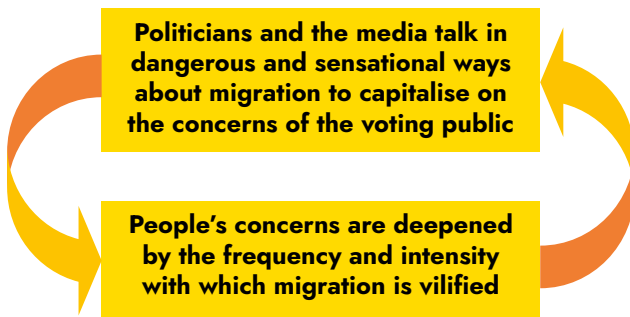 Politicians and the media talk in
dangerous and sensational ways
about migration to capitalise on
the concerns of the voting public
People’s concerns are deepened
by the frequency and intensity
with which migration is vilified